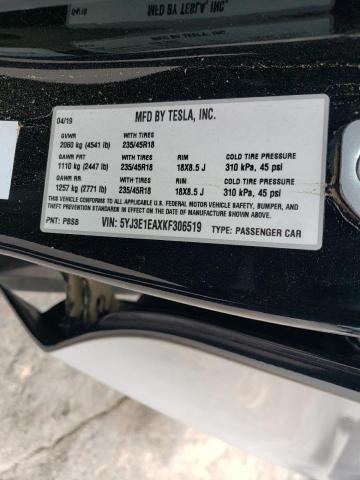 MFD BY TESLA, INC.
04/19
GVWR WITH TIRES
2060 kg (4541 lb) 235/45R18
GAWR FRT WITH TIRES RIM COLD TIRE PRESSURE
1110 kg (2447 lb) 235/45R18 18X8.5 J 310 kPa, 45 psi
GAWR RR WITH TIRES RIM COLD TIRE PRESSURE
1257 kg (2771 lb) 235/45R18 18X8.5 J 310 kPa, 45 psi
THIS VEHICLE CONFORMS TO ALL APPLICABLE U.S. FEDERAL MOTOR VEHICLE SAFETY, BUMPER, AND
THEFT PREVENTION STANDARDS IN EFFECT ON THE DATE OF MANUFACTURE SHOWN ABOVE.
PNT: PBSB VIN: 5YJ3E1EAXKF306519 TYPE: PASSENGER CAR